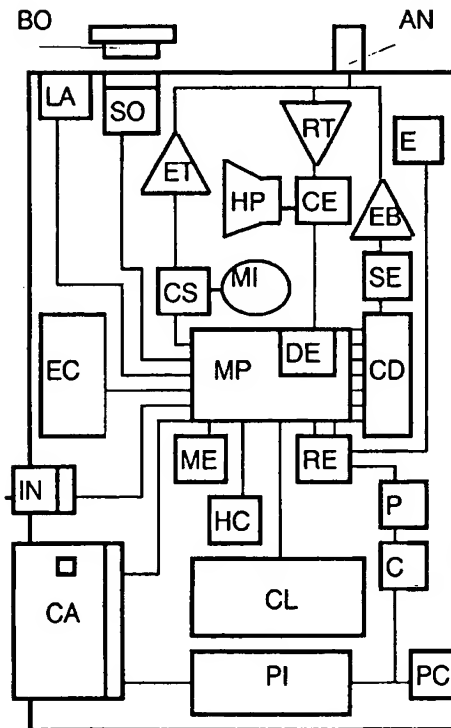 BO AN
LA SO RT E
ET HP CE EB
CS MI SE
EC MP DE CD
IN ME RE
HC P
CA CL C
PI PC